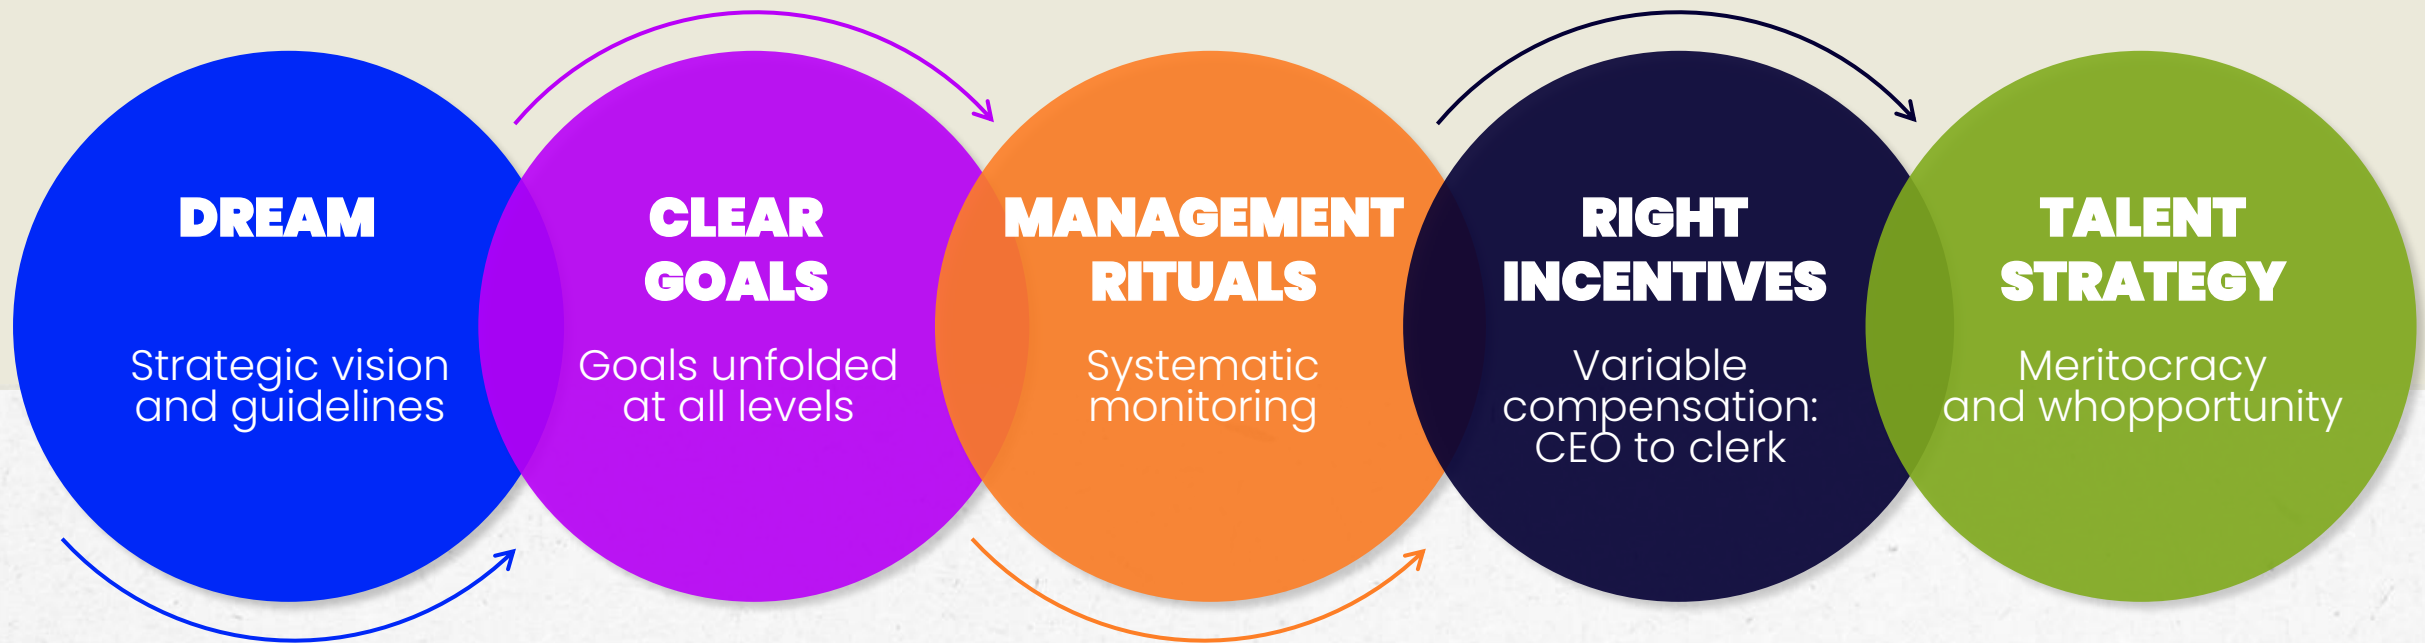 DREAM
Strategic vision
and guidelines
CLEAR
GOALS
Goals unfolded
at all levels
MANAGEMENT
RITUALS
Systematic
monitoring
RIGHT
INCENTIVES
Variable
compensation:
CEO to clerk
TALENT
STRATEGY
Meritocracy
and whopportunity